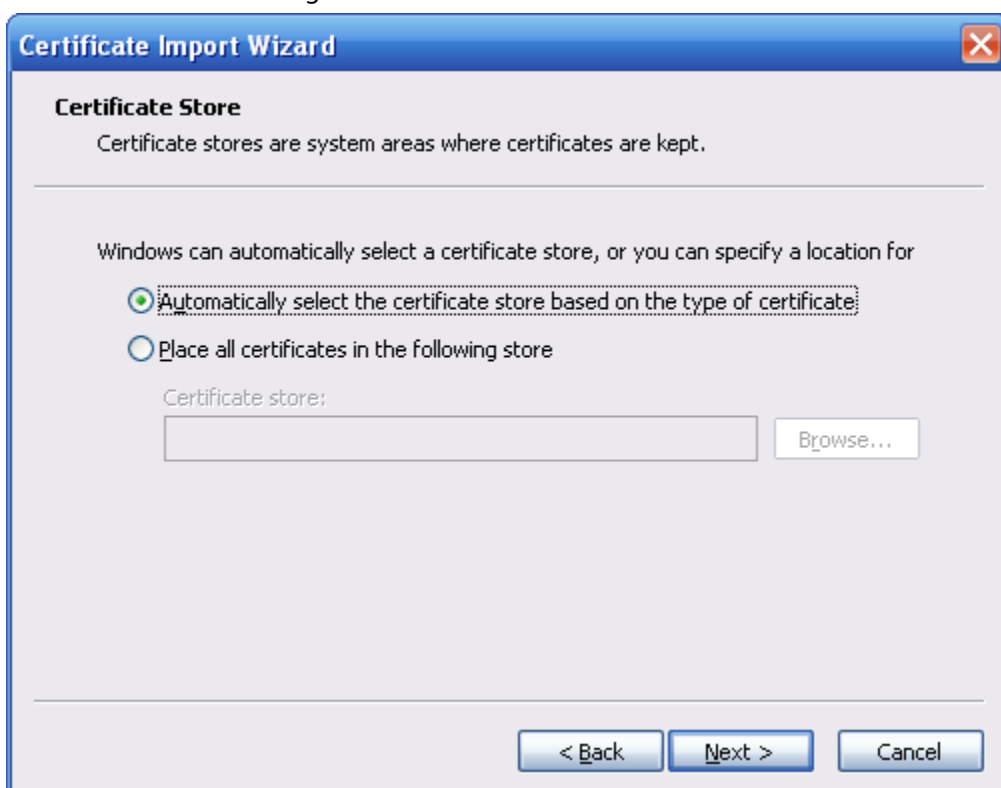 Certificate Import Wizard
Certificate Store
Certificate stores are system areas where certificates are kept.
Windows can automatically select a certificate store, or you can specify a location for
Automatically select the certificate store based on the type of certificate
Place all certificates in the following store
Certificate store:
Browse...
< Back
Next >
Cancel